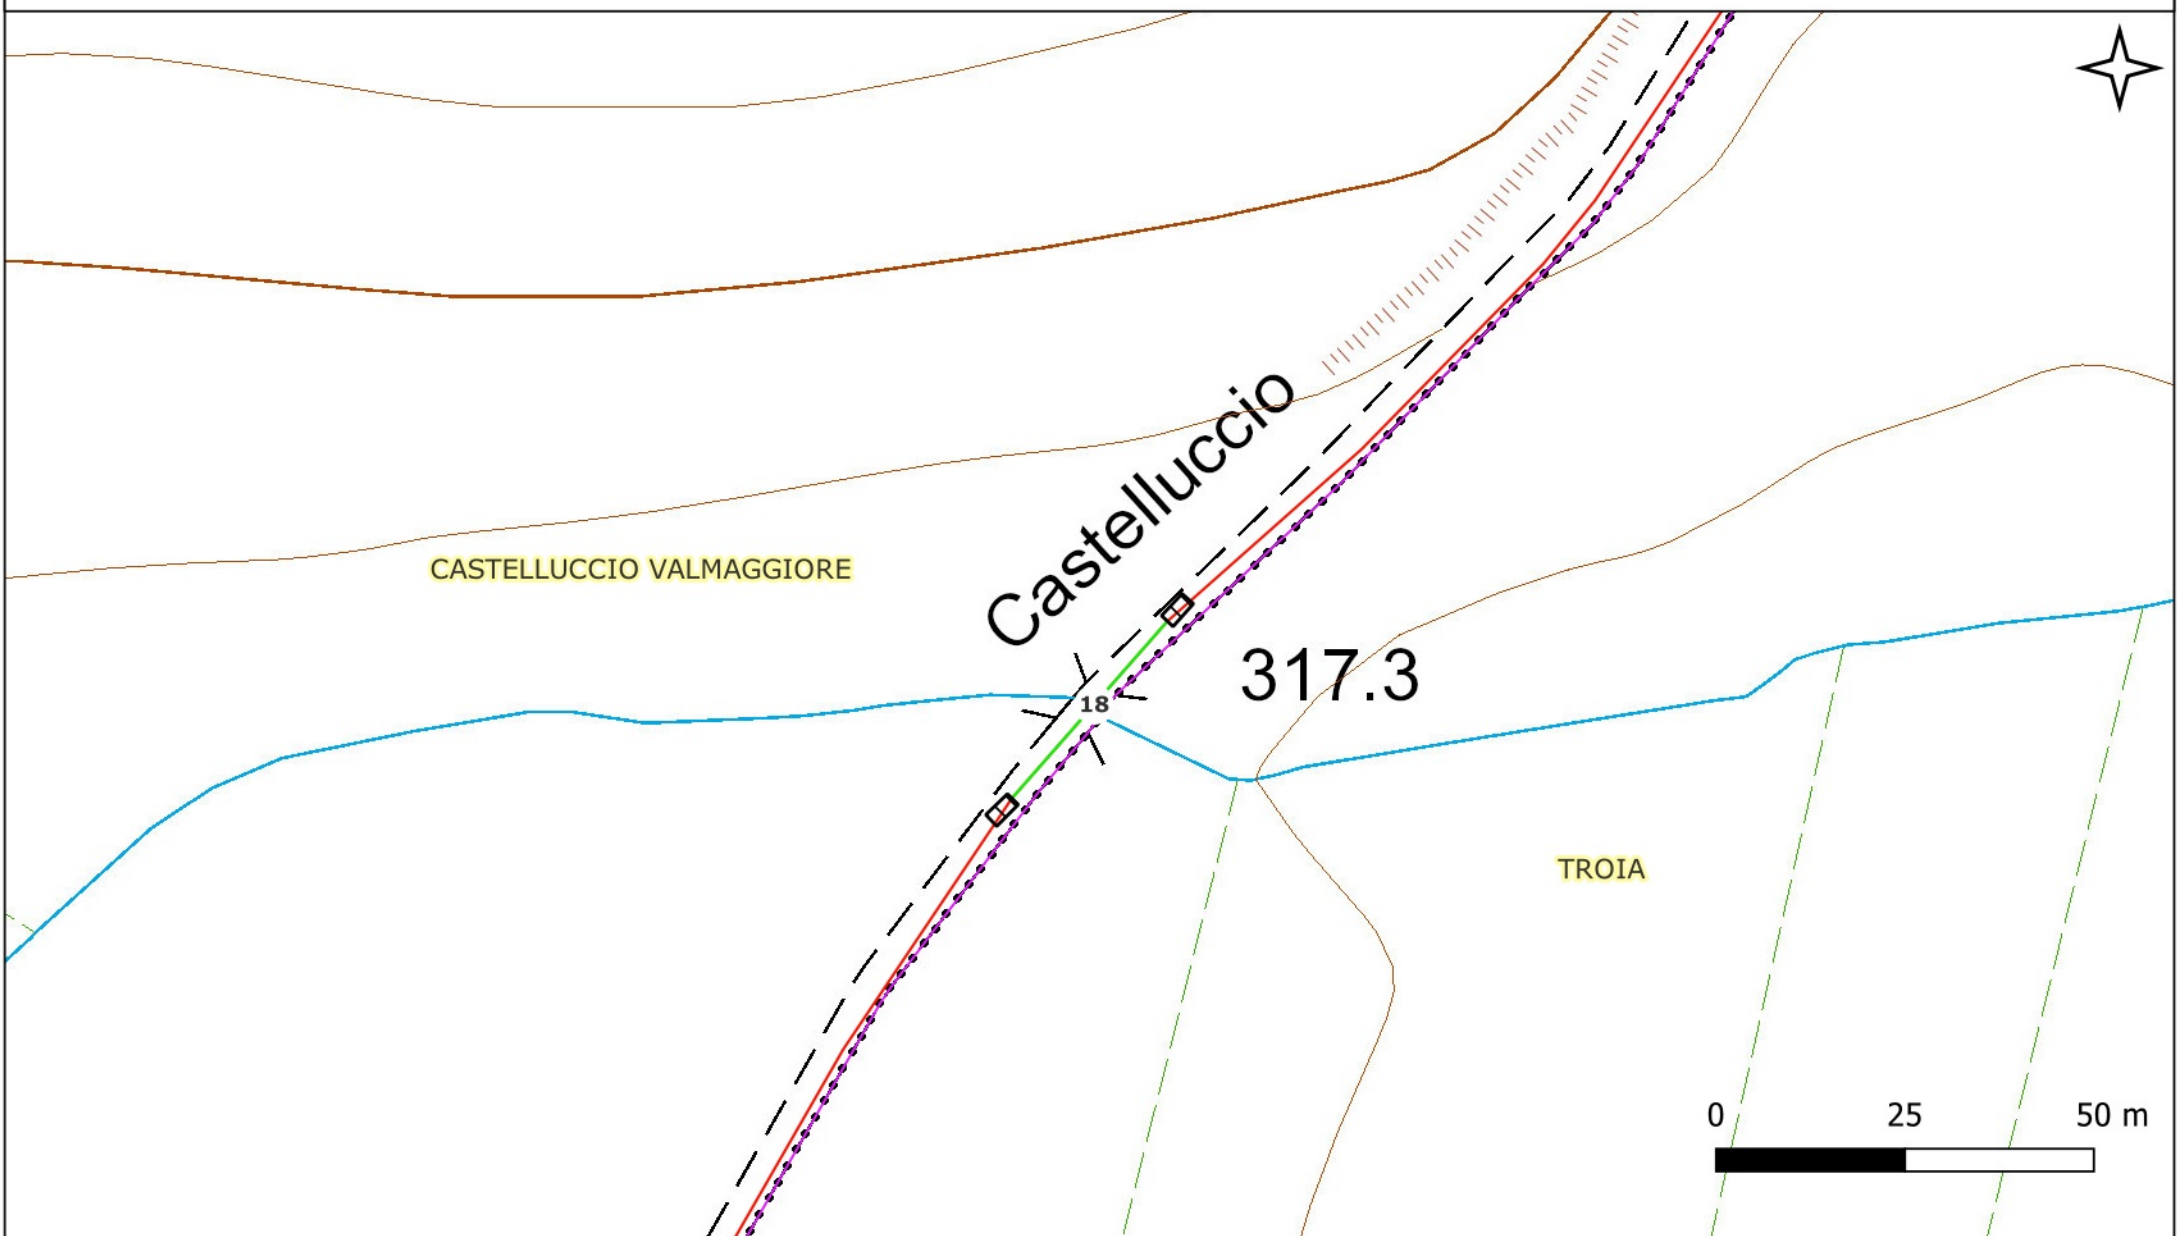 Castelluccio
CASTELLUCCIO VALMAGGIORE
317.3
18
TROIA
0 25 50 m